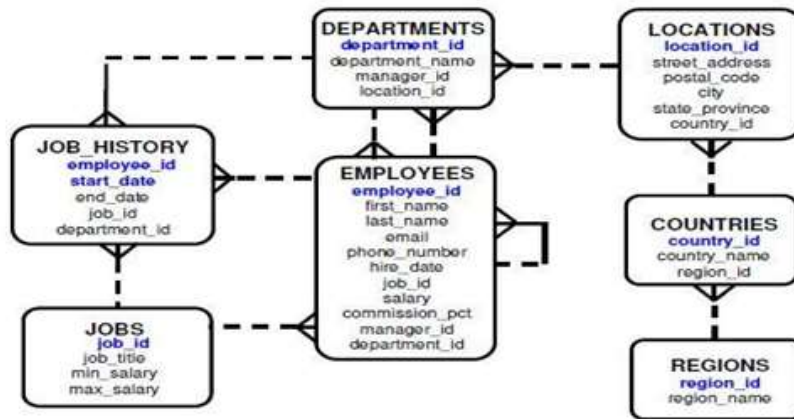 DEPARTMENTS
department_id
department_name
manager_id
location_id
LOCATIONS
location_id
street_address
postal_code
city
state_province
country_id
JOB_HISTORY
employee_id
start_date
end_date
job_id
department_id
EMPLOYEES
employee_id
first_name
last_name
email
phone_number
hire_date
job_id
salary
commission_pct
manager_id
department_id
COUNTRIES
country_id
country_name
region_id
JOBS
job_id
job_title
min_salary
max_salary
REGIONS
region_id
region_name